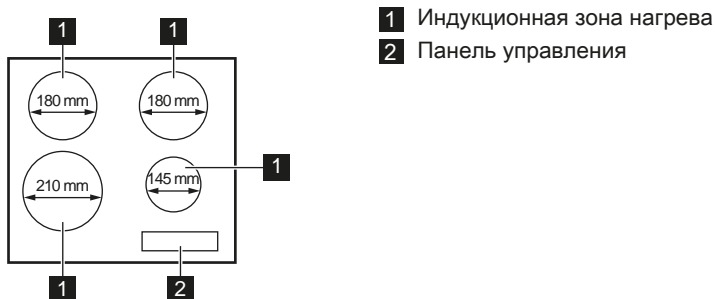 1 1
180 mm 180 mm
1
210 mm 145 mm
1 2
1 Индукционная зона нагрева
2 Панель управления